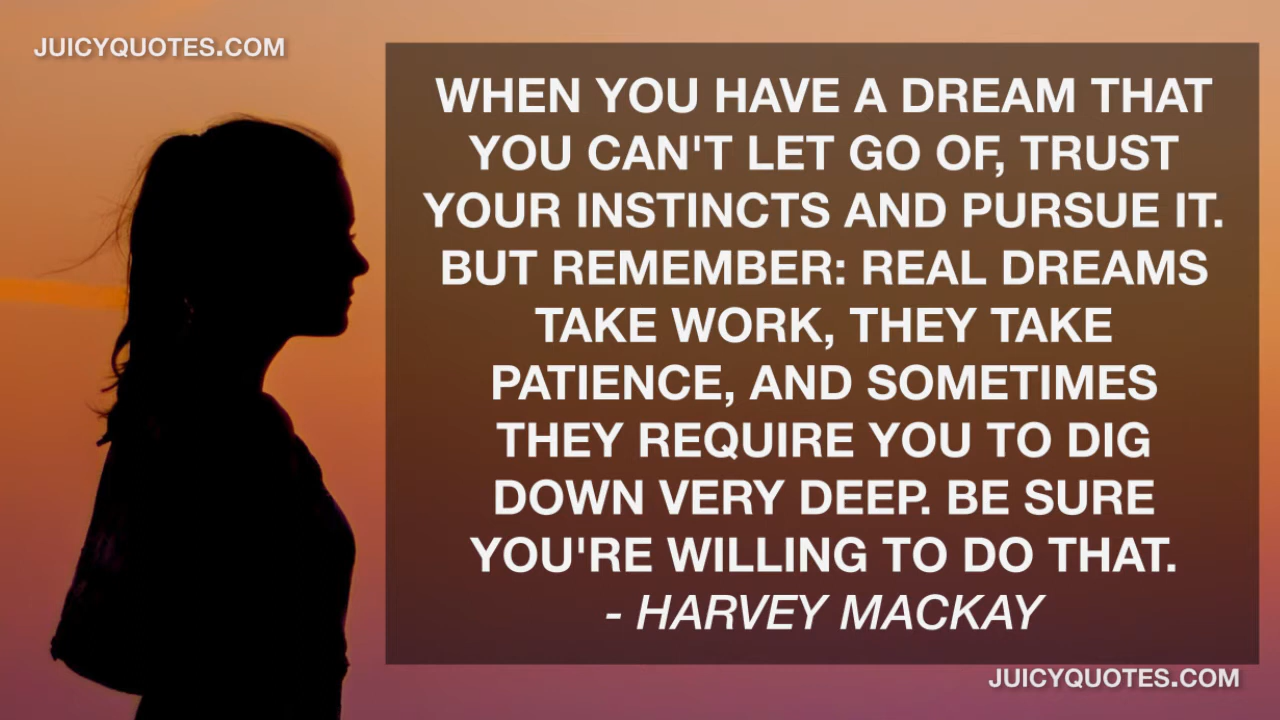 JUICYQUOTES.COM
WHEN YOU HAVE A DREAM THAT
YOU CAN'T LET GO OF, TRUST
YOUR INSTINCTS AND PURSUE IT.
BUT REMEMBER: REAL DREAMS
TAKE WORK, THEY TAKE
PATIENCE, AND SOMETIMES
THEY REQUIRE YOU TO DIG
DOWN VERY DEEP. BE SURE
YOU'RE WILLING TO DO THAT.
- HARVEY MACKAY
JUICYQUOTES.COM